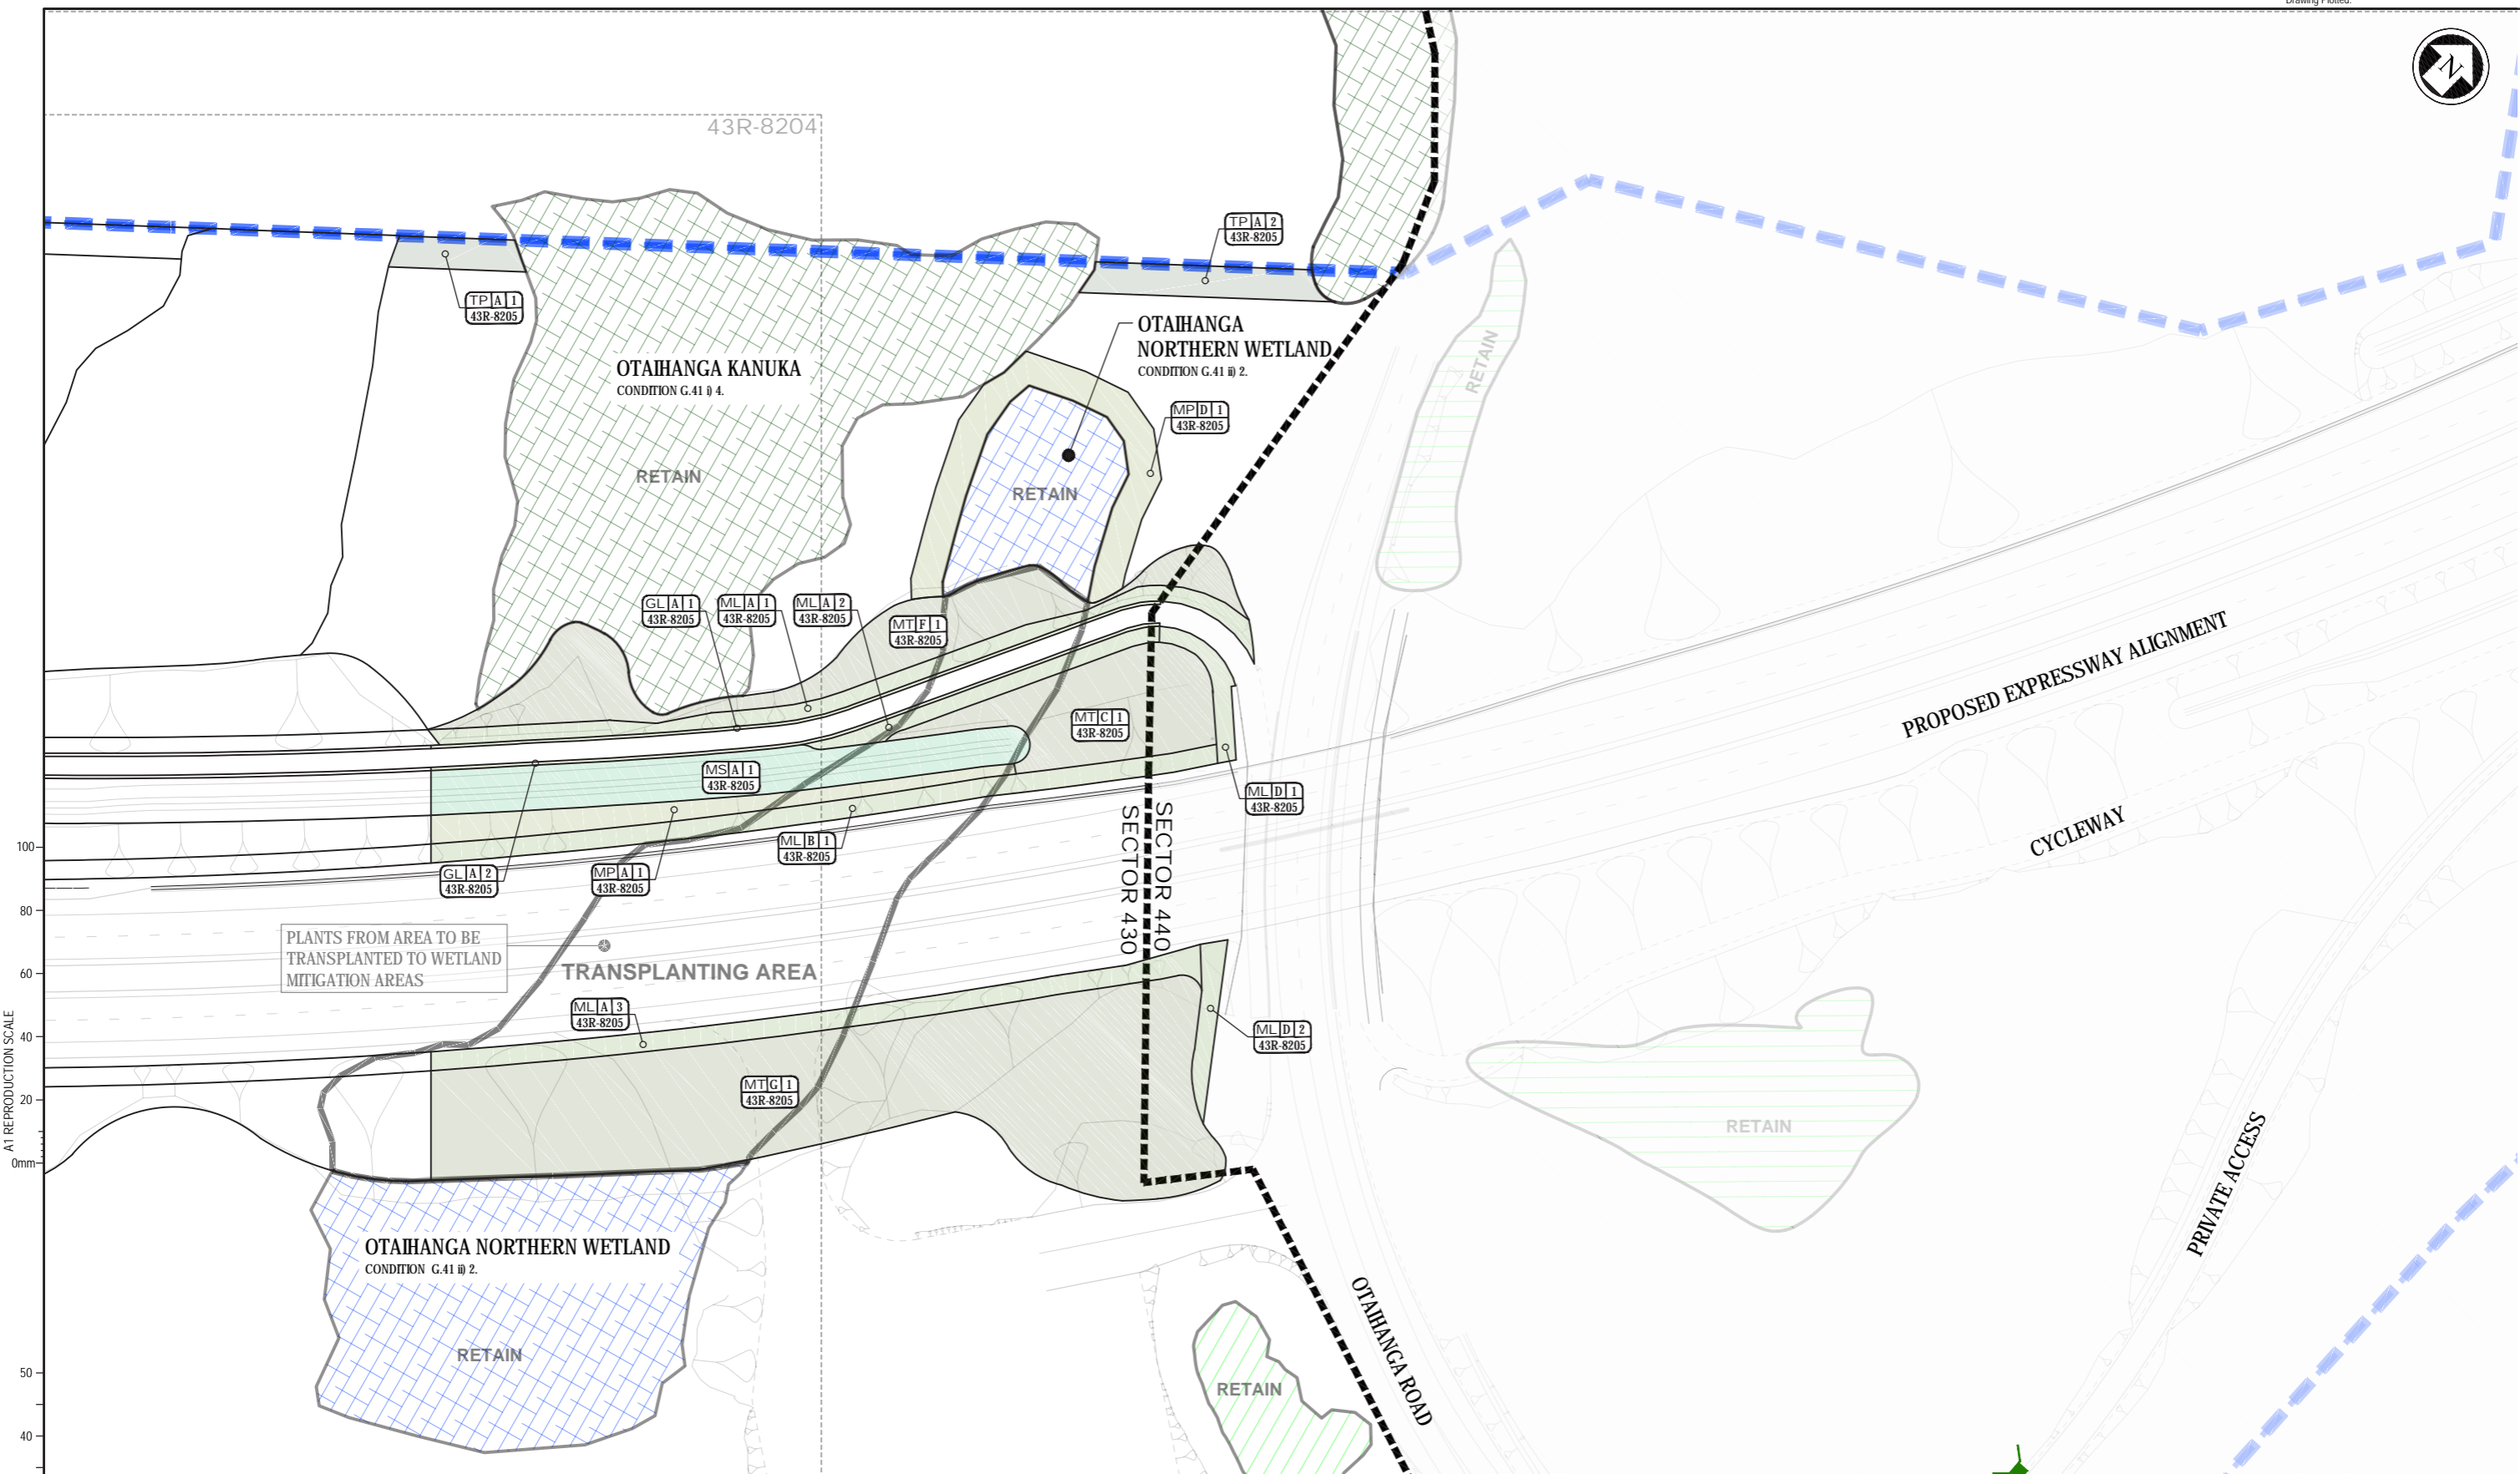 Drawing Plotted:
N
43R-8204
TP A 2
43R-8205
TP A 1
43R-8205
OTAIHANGA
NORTHERN WETLAND
CONDITION G.41 ii) 2.
RETAIN
OTAIHANGA KANUKA
CONDITION G.41 i) 4.
MP D 1
43R-8205
RETAIN
RETAIN
GL A 1
43R-8205
ML A 1
43R-8205
ML A 2
43R-8205
MT F 1
43R-8205
PROPOSED EXPRESSWAY ALIGNMENT
MT C 1
43R-8205
MS A 1
43R-8205
ML D 1
43R-8205
SECTOR 430
SECTOR 440
CYCLEWAY
ML B 1
43R-8205
GL A 2
43R-8205
MP A 1
43R-8205
PLANTS FROM AREA TO BE
TRANSPLANTED TO WETLAND
MITIGATION AREAS
TRANSPLANTING AREA
ML A 3
43R-8205
ML D 2
43R-8205
MT G 1
43R-8205
RETAIN
PRIVATE ACCESS
OTAIHANGA NORTHERN WETLAND
CONDITION G.41 ii) 2.
RETAIN
RETAIN
OTAIHANGA ROAD
A1 REPRODUCTION SCALE
100
80
60
40
20
0mm
50
40